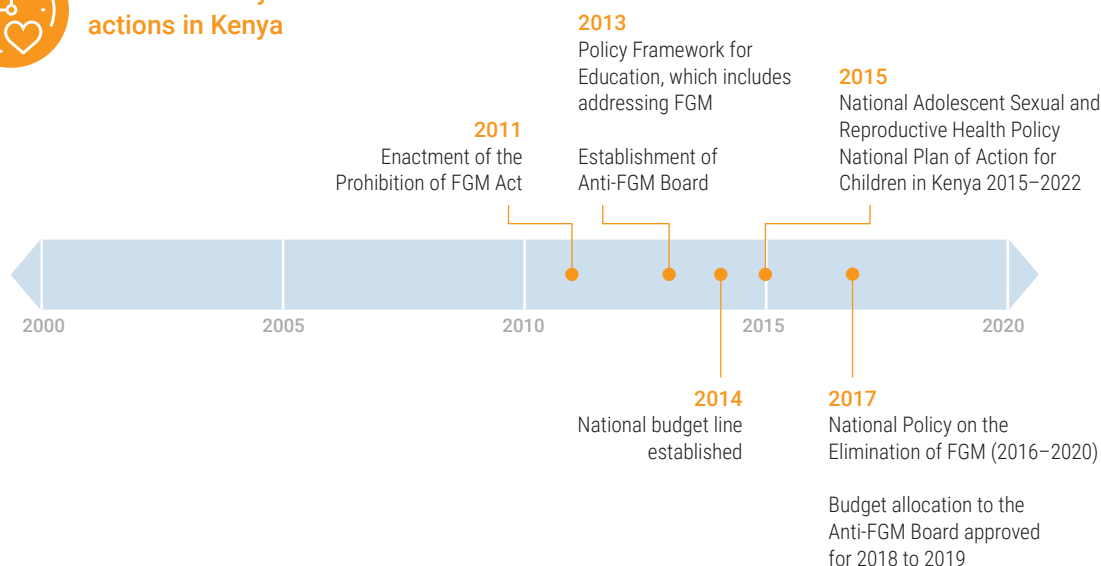 actions in Kenya
2011
Enactment of the
Prohibition of FGM Act
2013
Policy Framework for
Education, which includes
addressing FGM
Establishment of
Anti-FGM Board
2015
National Adolescent Sexual and
Reproductive Health Policy
National Plan of Action for
Children in Kenya 2015–2022
2000
2005
2010
2015
2020
2014
National budget line
established
2017
National Policy on the
Elimination of FGM (2016–2020)
Budget allocation to the
Anti-FGM Board approved
for 2018 to 2019